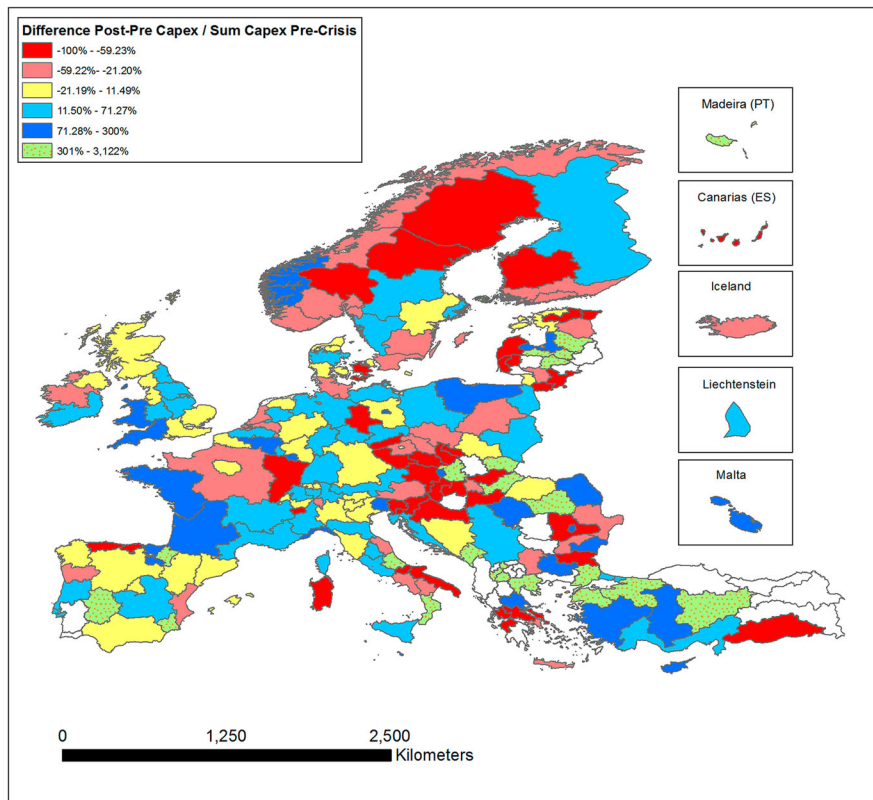 Difference Post-Pre Capex / Sum Capex Pre-Crisis
-100% - -59.23%
-59.22%- -21.20%
-21.19% - 11.49%
11.50% - 71.27%
71.28% - 300%
301% - 3,122%
Madeira (PT)
Canarias (ES)
Iceland
Liechtenstein
Malta
0 1,250 2,500
Kilometers